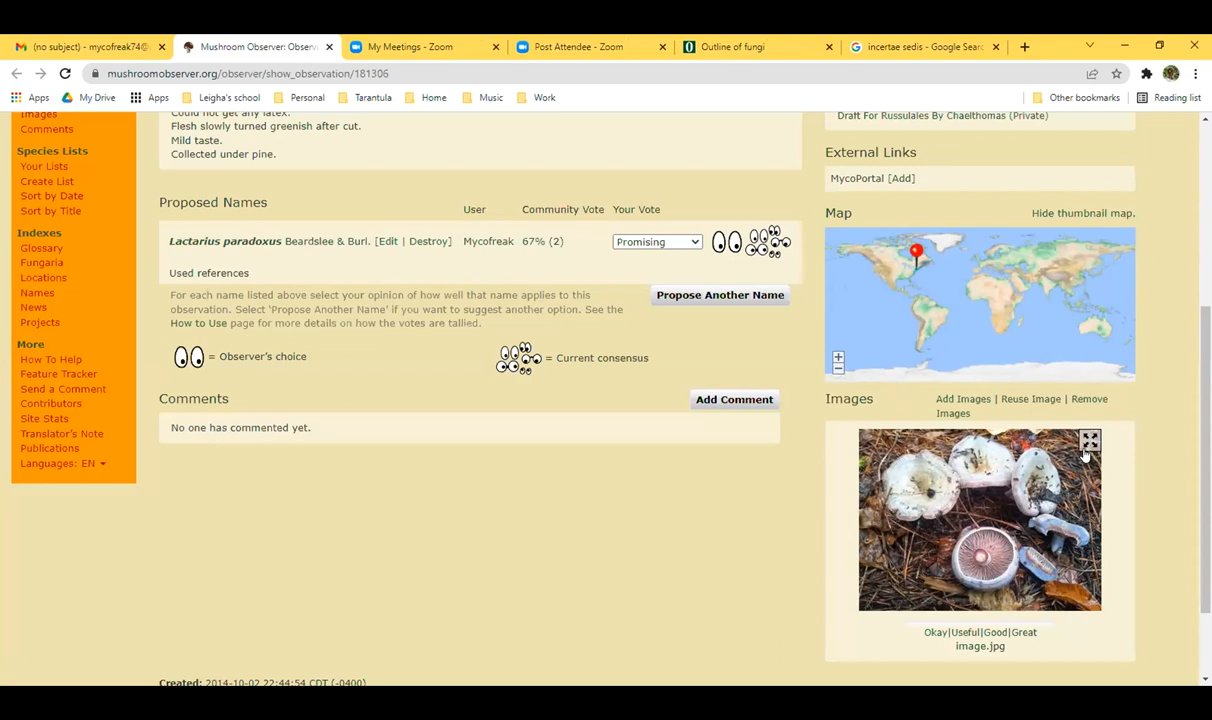 (no subject) - mycofreak74@
Mushroom Observer: Observa
My Meetings - Zoom
Post Attendee - Zoom
Outline of fungi
incertae sedis - Google Searc
mushroomobserver.org/observer/show_observation/181306
Apps
My Drive
Apps
Leigha's school
Personal
Tarantula
Home
Music
Work
Other bookmarks
Reading list
Images
Comments
Species Lists
Your Lists
Create List
Sort by Date
Sort by Title
Indexes
Glossary
Fungaria
Locations
Names
News
Projects
More
How To Help
Feature Tracker
Send a Comment
Contributors
Site Stats
Translator's Note
Publications
Languages: EN
Could not get any latex.
Flesh slowly turned greenish after cut.
Mild taste.
Collected under pine.
Proposed Names
User
Community Vote
Your Vote
Lactarius paradoxus Beardslee & Burl. [Edit | Destroy]
Mycofreak
67% (2)
Promising
Used references
For each name listed above select your opinion of how well that name applies to this
observation. Select 'Propose Another Name' if you want to suggest another option. See the
How to Use page for more details on how the votes are tallied.
Propose Another Name
= Observer's choice
= Current consensus
Comments
Add Comment
No one has commented yet.
Created: 2014-10-02 22:44:54 CDT (-0400)
Draft For Russulales By Chaelthomas (Private)
External Links
MycoPortal [Add]
Map
Hide thumbnail map.
+
−
Images
Add Images | Reuse Image | Remove
Images
Okay|Useful|Good|Great
image.jpg